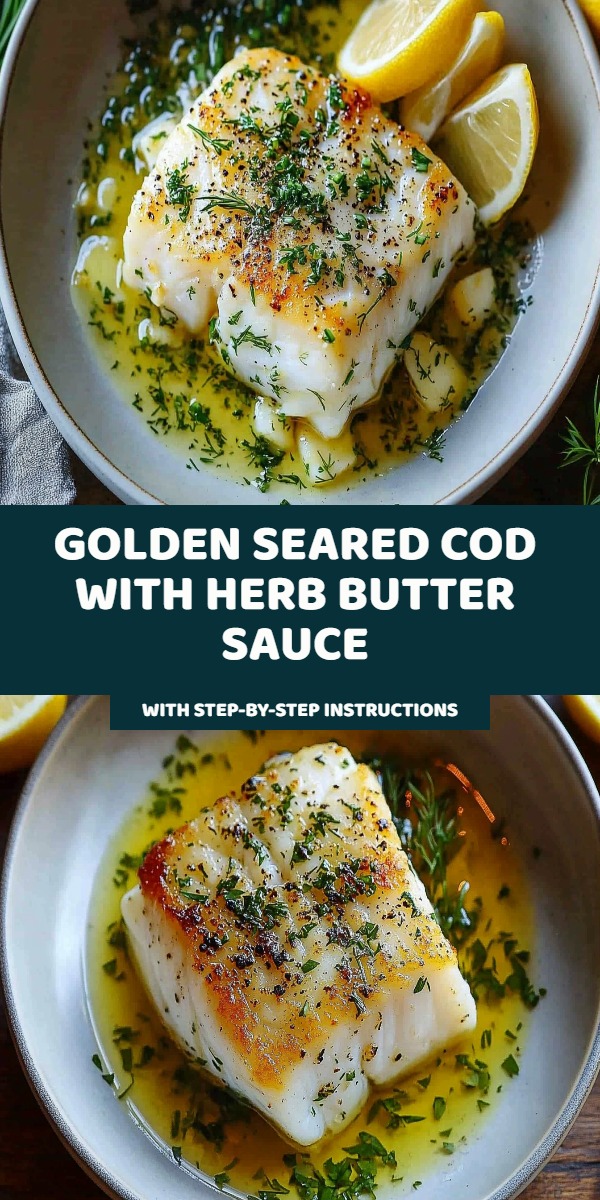 GOLDEN SEARED COD
WITH HERB BUTTER
SAUCE
WITH STEP-BY-STEP INSTRUCTIONS